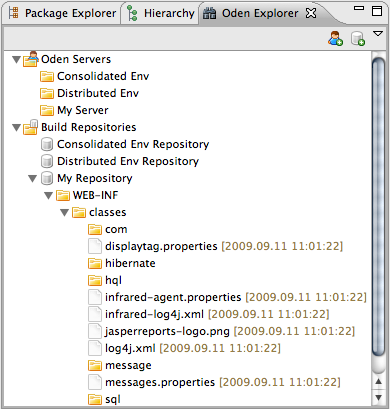 Package Explorer Hierarchy Oden Explorer
Oden Servers
Consolidated Env
Distributed Env
My Server
Build Repositories
Consolidated Env Repository
Distributed Env Repository
My Repository
WEB-INF
classes
com
displaytag.properties [2009.09.11 11:01:22]
hibernate
hql
infrared-agent.properties [2009.09.11 11:01:22]
infrared-log4j.xml [2009.09.11 11:01:22]
jasperreports-logo.png [2009.09.11 11:01:22]
log4j.xml [2009.09.11 11:01:22]
message
messages.properties [2009.09.11 11:01:22]
sql